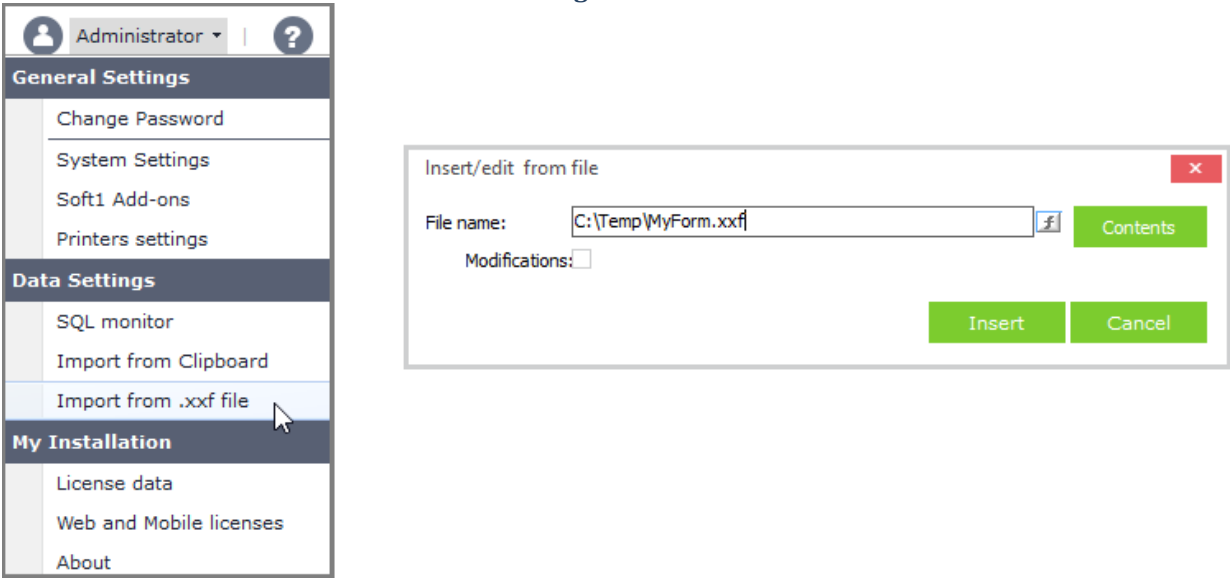 Administrator
?
General Settings
Change Password
System Settings
Soft1 Add-ons
Printers settings
Data Settings
SQL monitor
Import from Clipboard
Import from .xxf file
My Installation
License data
Web and Mobile licenses
About
Insert/edit from file
File name: C:\Temp\MyForm.xxf Contents
Modifications:
Insert Cancel